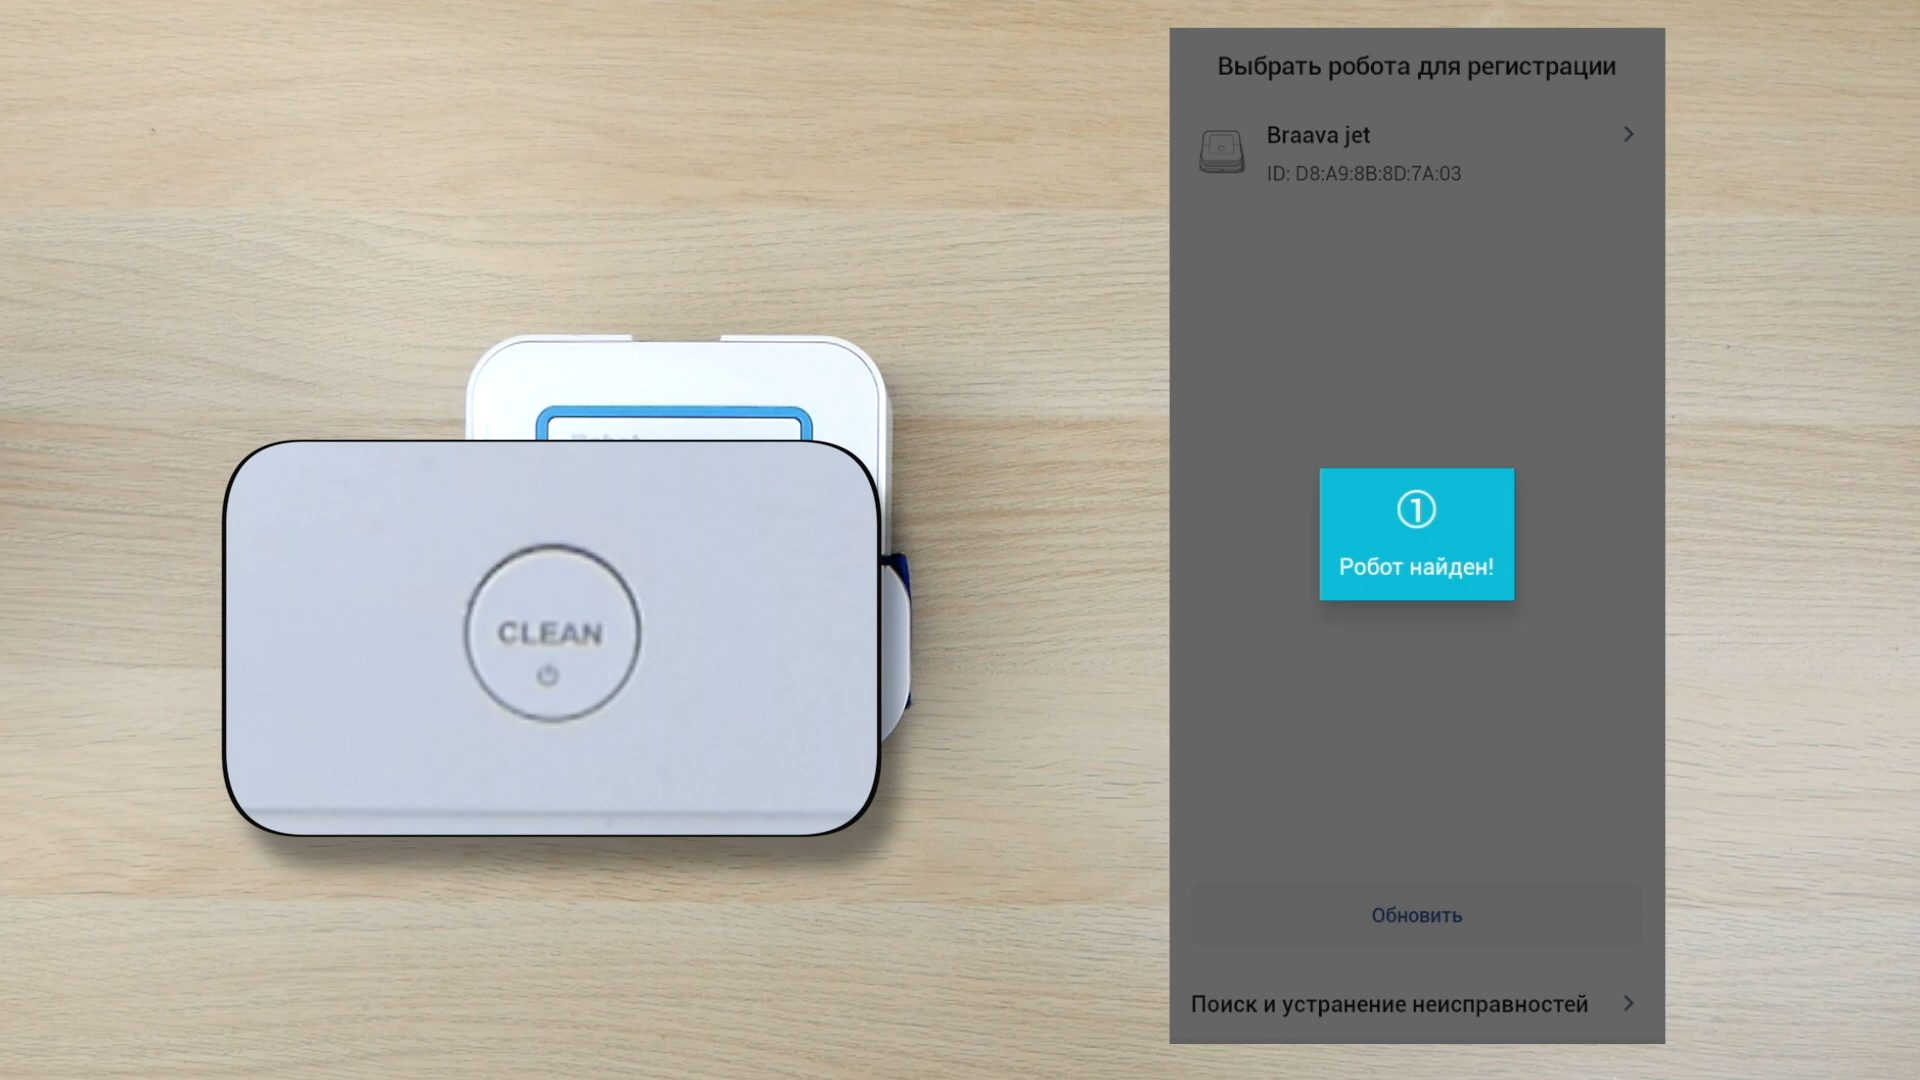 CLEAN
Выбрать робота для регистрации
Braava jet
ID: D8:A9:8B:8D:7A:03
1
Робот найден!
Обновить
Поиск и устранение неисправностей